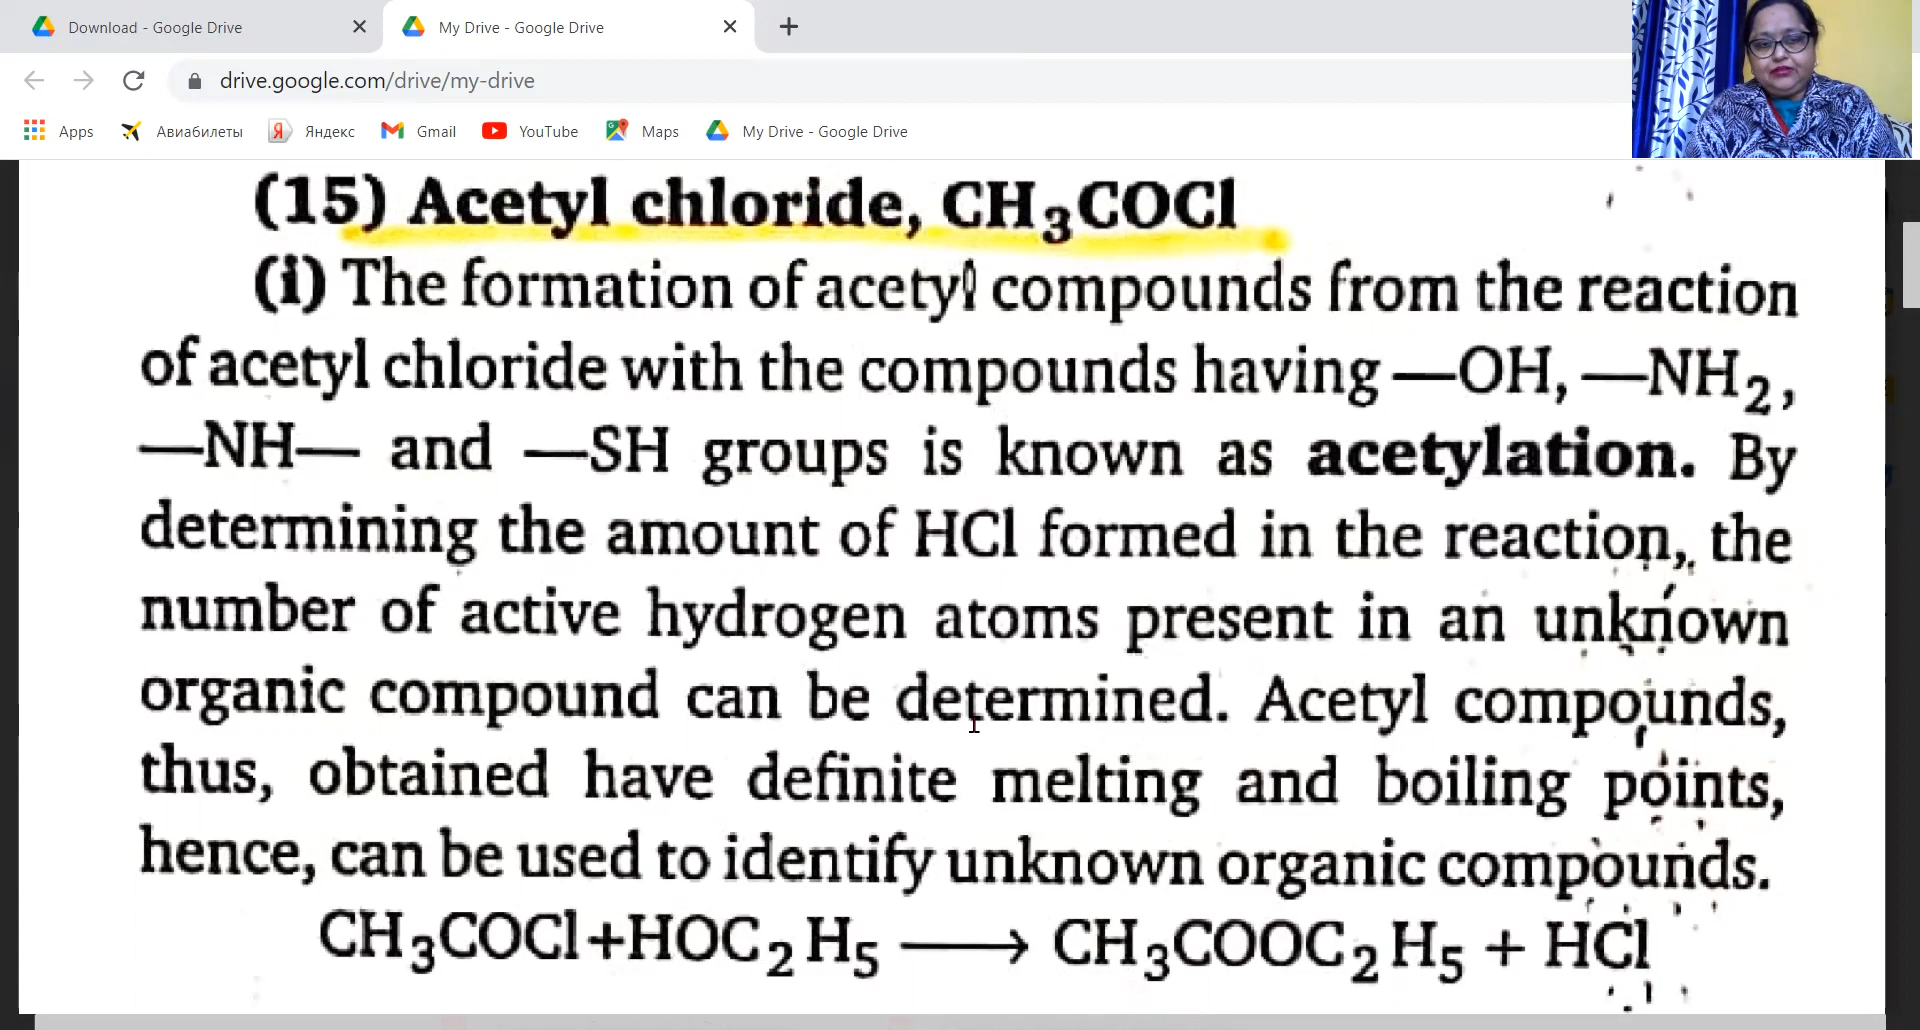 Download - Google Drive
My Drive - Google Drive
drive.google.com/drive/my-drive
Apps
Авиабилеты
Яндекс
Gmail
YouTube
Maps
My Drive - Google Drive
(15) Acetyl chloride, CH₃COCl
(i) The formation of acetyl compounds from the reaction
of acetyl chloride with the compounds having —OH, —NH₂,
—NH— and —SH groups is known as acetylation. By
determining the amount of HCl formed in the reaction, the
number of active hydrogen atoms present in an unknown
organic compound can be determined. Acetyl compounds,
thus, obtained have definite melting and boiling points,
hence, can be used to identify unknown organic compounds.
CH₃COCl+HOC₂H₅ ⟶ CH₃COOC₂H₅ + HCl